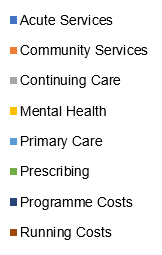 Acute Services
Community Services
Continuing Care
Mental Health
Primary Care
Prescribing
Programme Costs
Running Costs